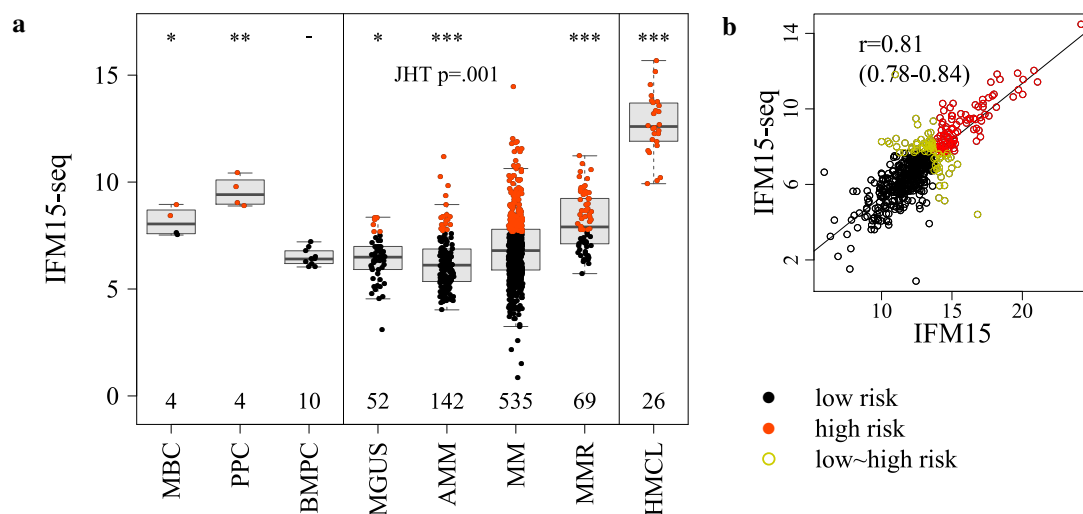 a
* ** - * *** *** ***
JHT p=.001
IFM15-seq
15
10
5
0
4 4 10 52 142 535 69 26
MBC PPC BMPC MGUS AMM MM MMR HMCL
b
r=0.81
(0.78-0.84)
IFM15-seq
14
10
6
2
10 15 20
IFM15
low risk
high risk
low~high risk